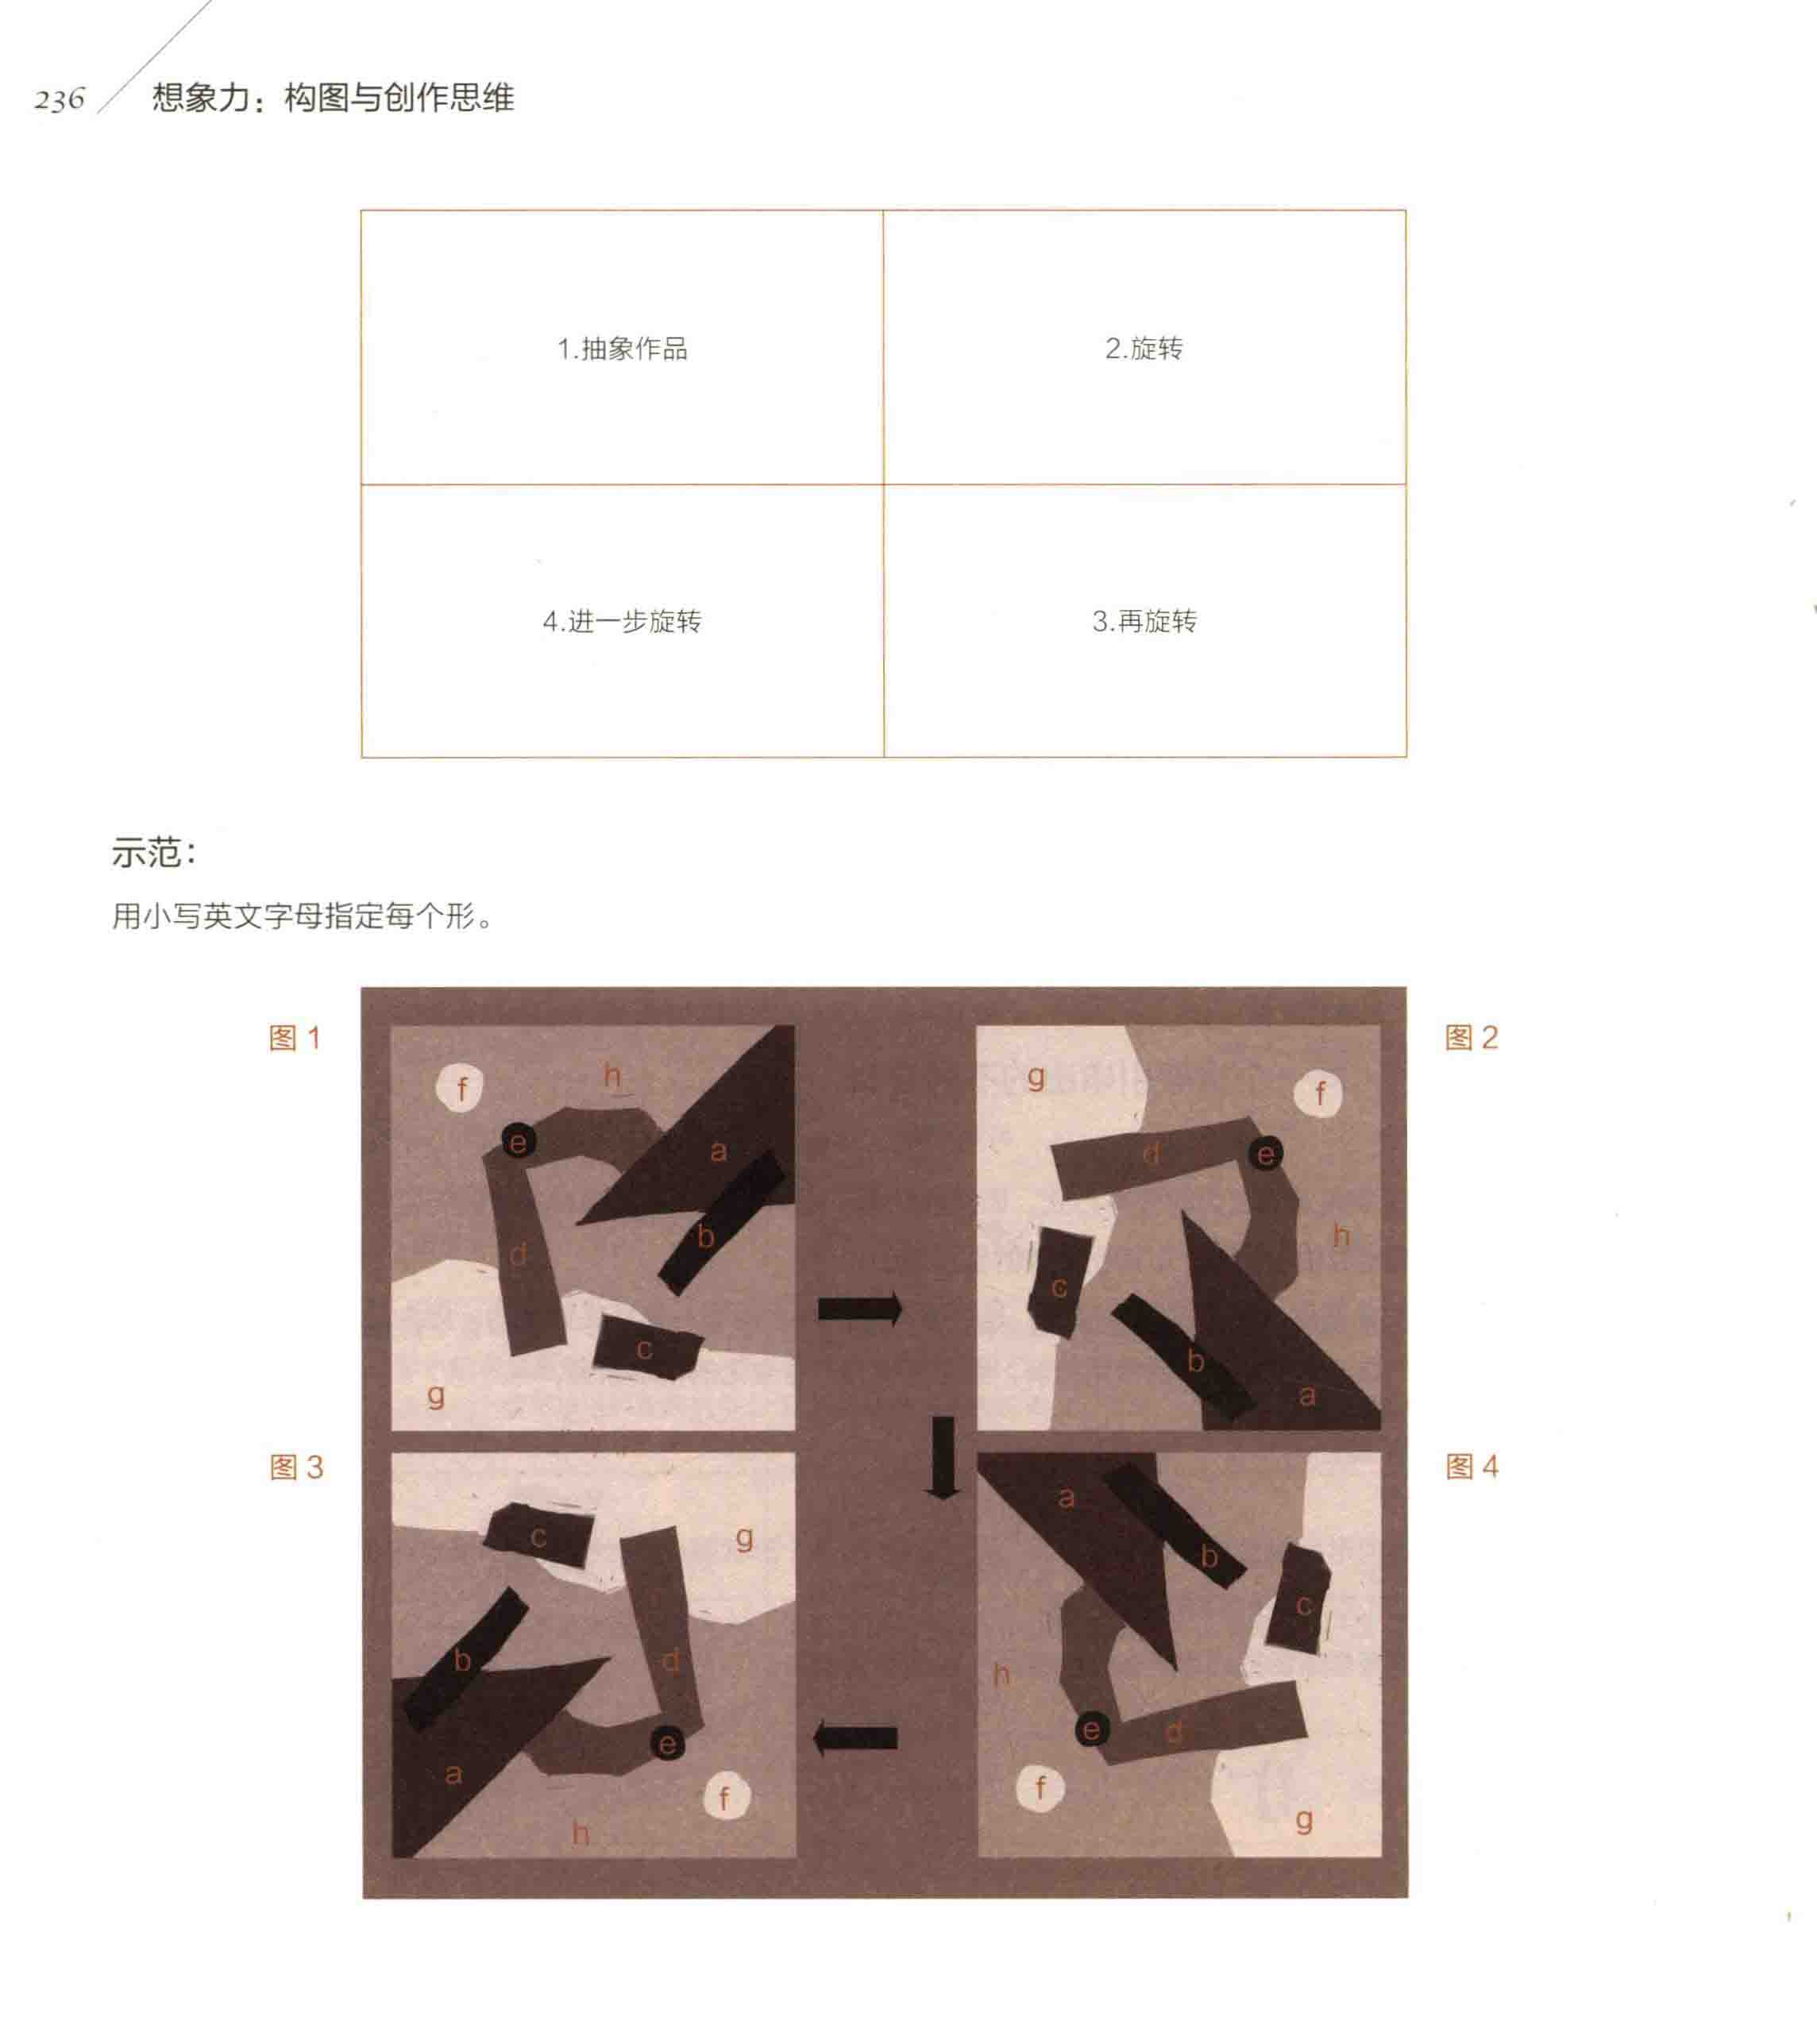 236 想象力：构图与创作思维
1.抽象作品
2.旋转
4.进一步旋转
3.再旋转
示范：
用小写英文字母指定每个形。
图 1
f
h
e
a
b
d
c
g
图 2
g
f
d
e
h
c
b
a
图 3
c
g
b
d
e
a
f
h
图 4
a
b
c
h
e
d
f
g